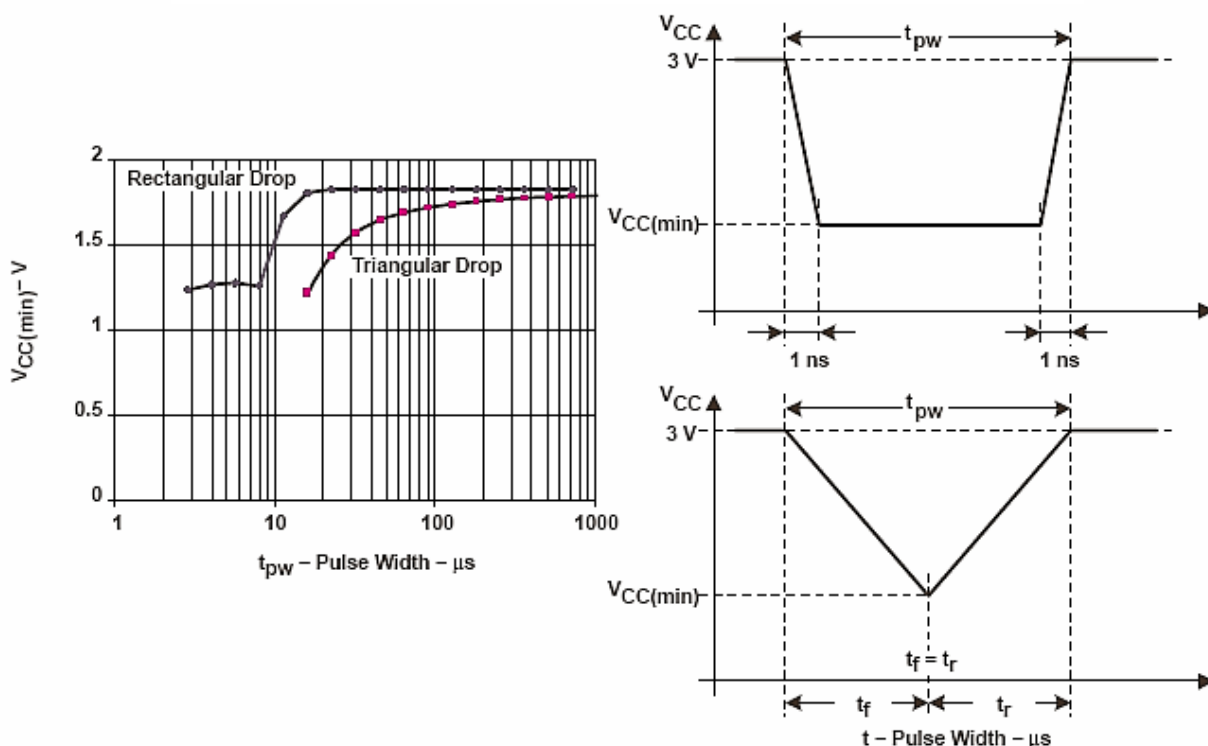 2
Rectangular Drop
1.5
Triangular Drop
1
0.5
0
1
10
100
1000
VCC(min) – V
tpw – Pulse Width – μs
VCC
tpw
3 V
VCC(min)
1 ns
1 ns
VCC
tpw
3 V
VCC(min)
tf = tr
tf
tr
t – Pulse Width – μs